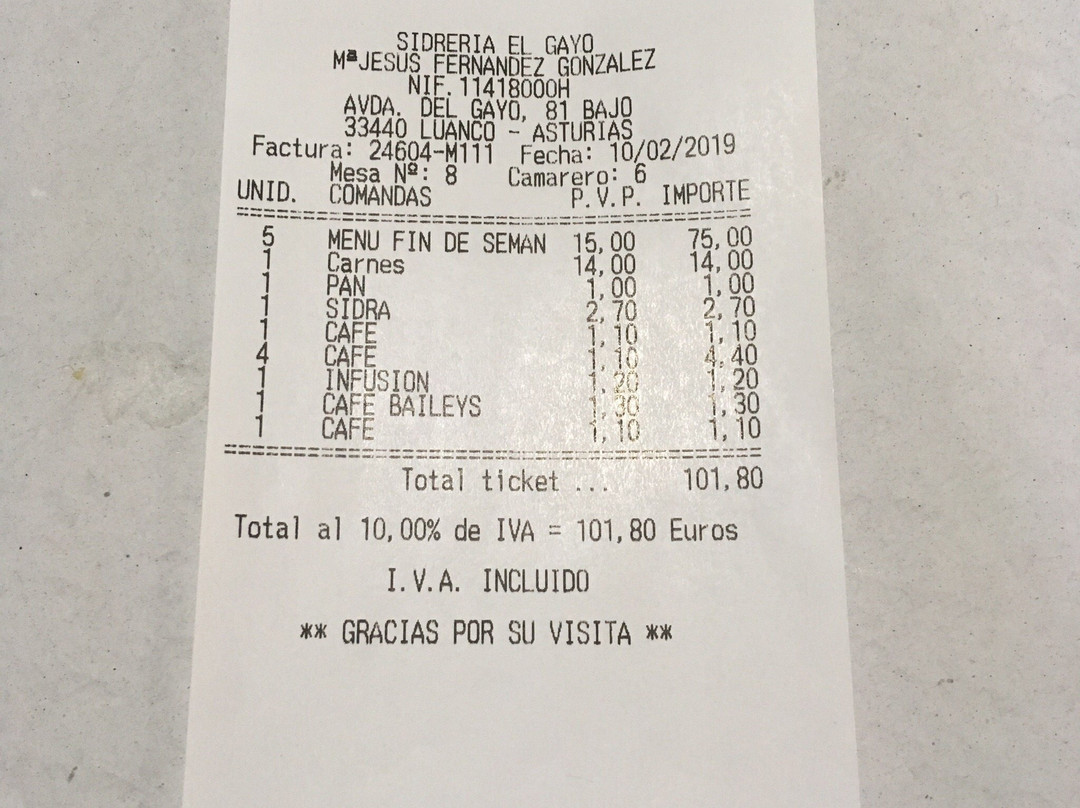 SIDRERIA EL GAYO
MªJESUS FERNANDEZ GONZALEZ
NIF. 11418000H
AVDA. DEL GAYO, 81 BAJO
33440 LUANCO - ASTURIAS
Factura: 24604-M111 Fecha: 10/02/2019
Mesa Nº: 8 Camarero: 6
UNID. COMANDAS P.V.P. IMPORTE
5 MENU FIN DE SEMAN 15,00 75,00
1 Carnes 14,00 14,00
1 PAN 1,00 1,00
1 SIDRA 2,70 2,70
1 CAFE 1,10 1,10
4 CAFE 1,10 4,40
1 INFUSION 1,20 1,20
1 CAFE BAILEYS 1,30 1,30
1 CAFE 1,10 1,10
Total ticket ... 101,80
Total al 10,00% de IVA = 101,80 Euros
I.V.A. INCLUIDO
** GRACIAS POR SU VISITA **